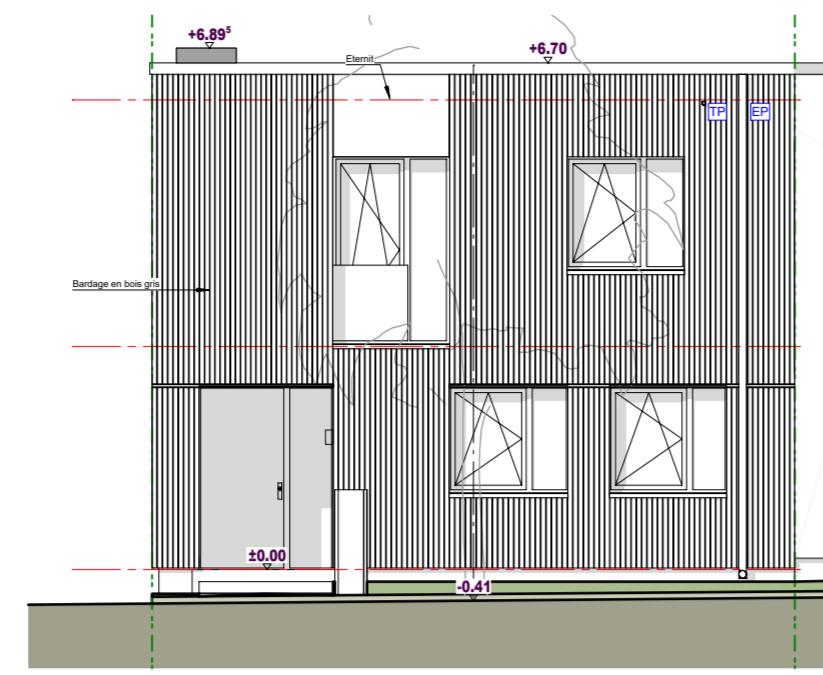 +6.89⁵
+6.70
Eternit
TP
EP
Bardage en bois gris
±0.00
-0.41